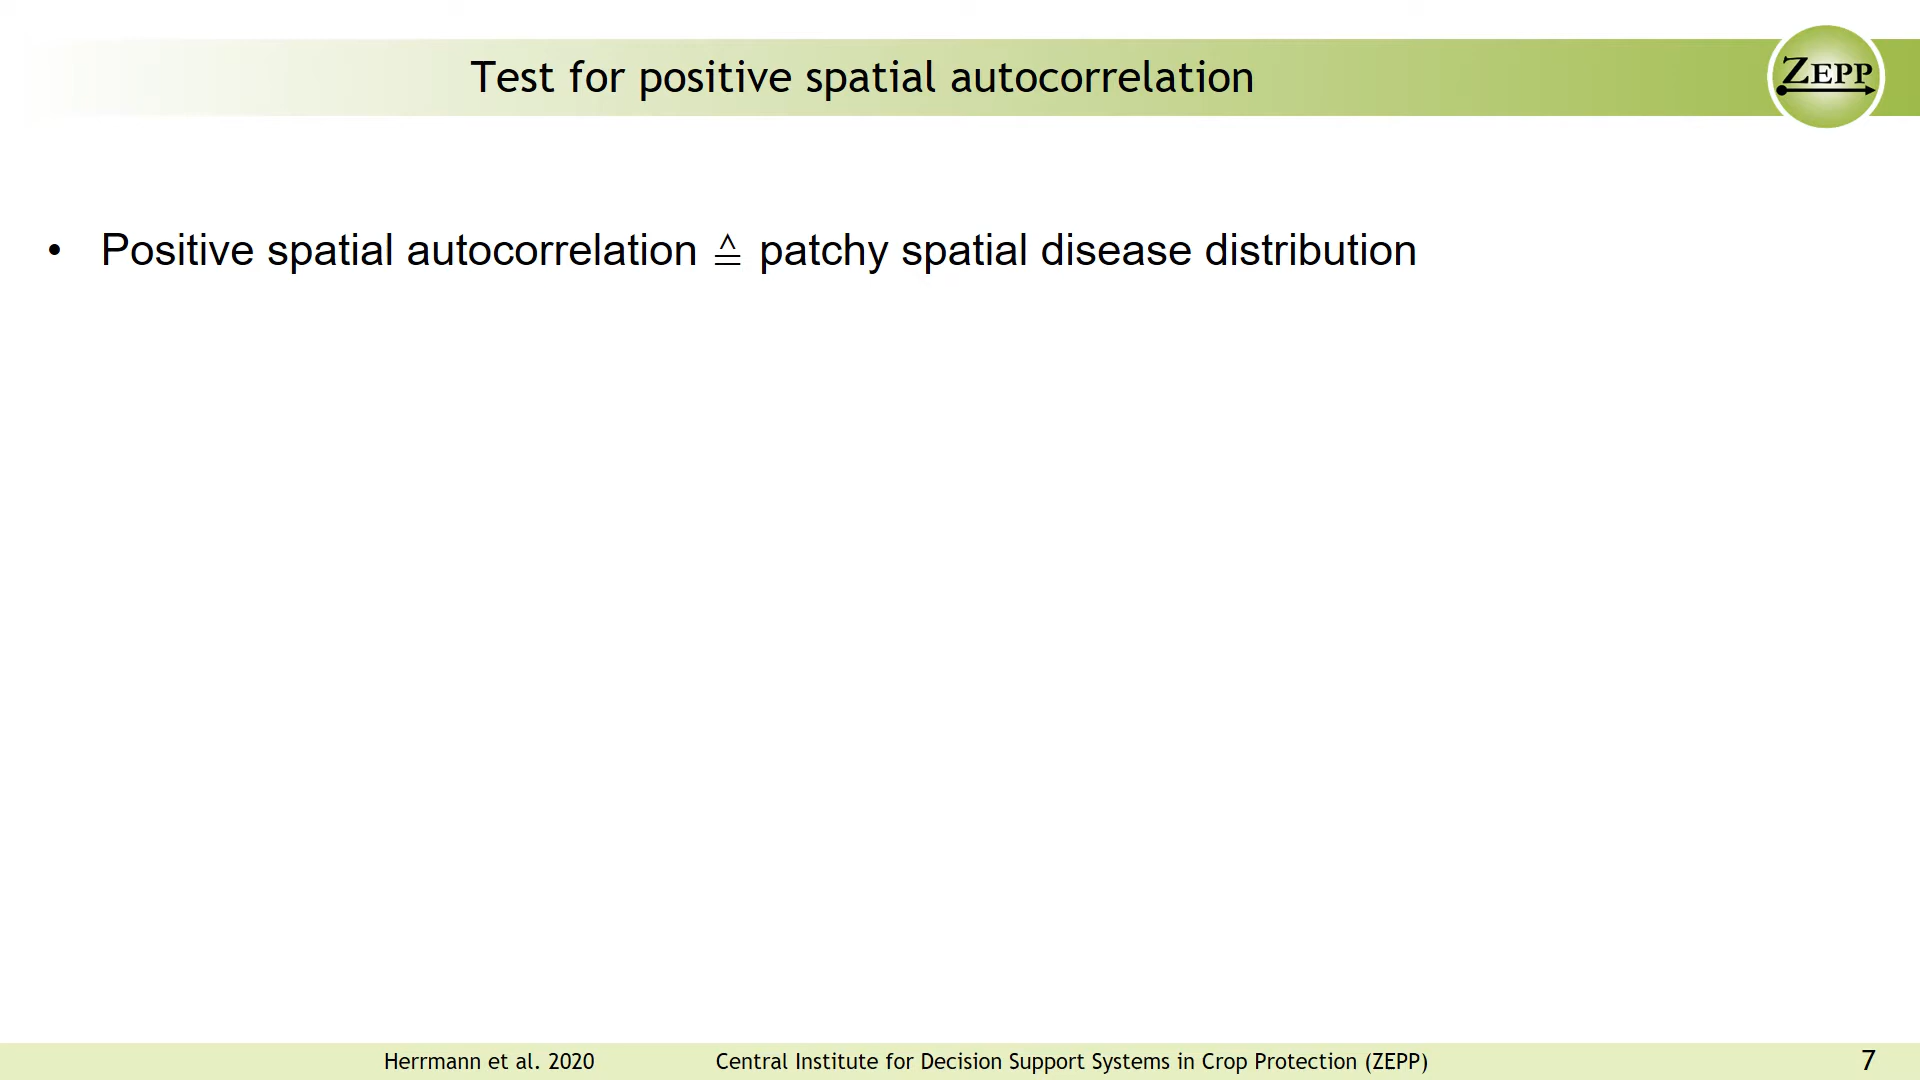 Test for positive spatial autocorrelation
ZEPP
• Positive spatial autocorrelation ≙ patchy spatial disease distribution
Herrmann et al. 2020 Central Institute for Decision Support Systems in Crop Protection (ZEPP) 7